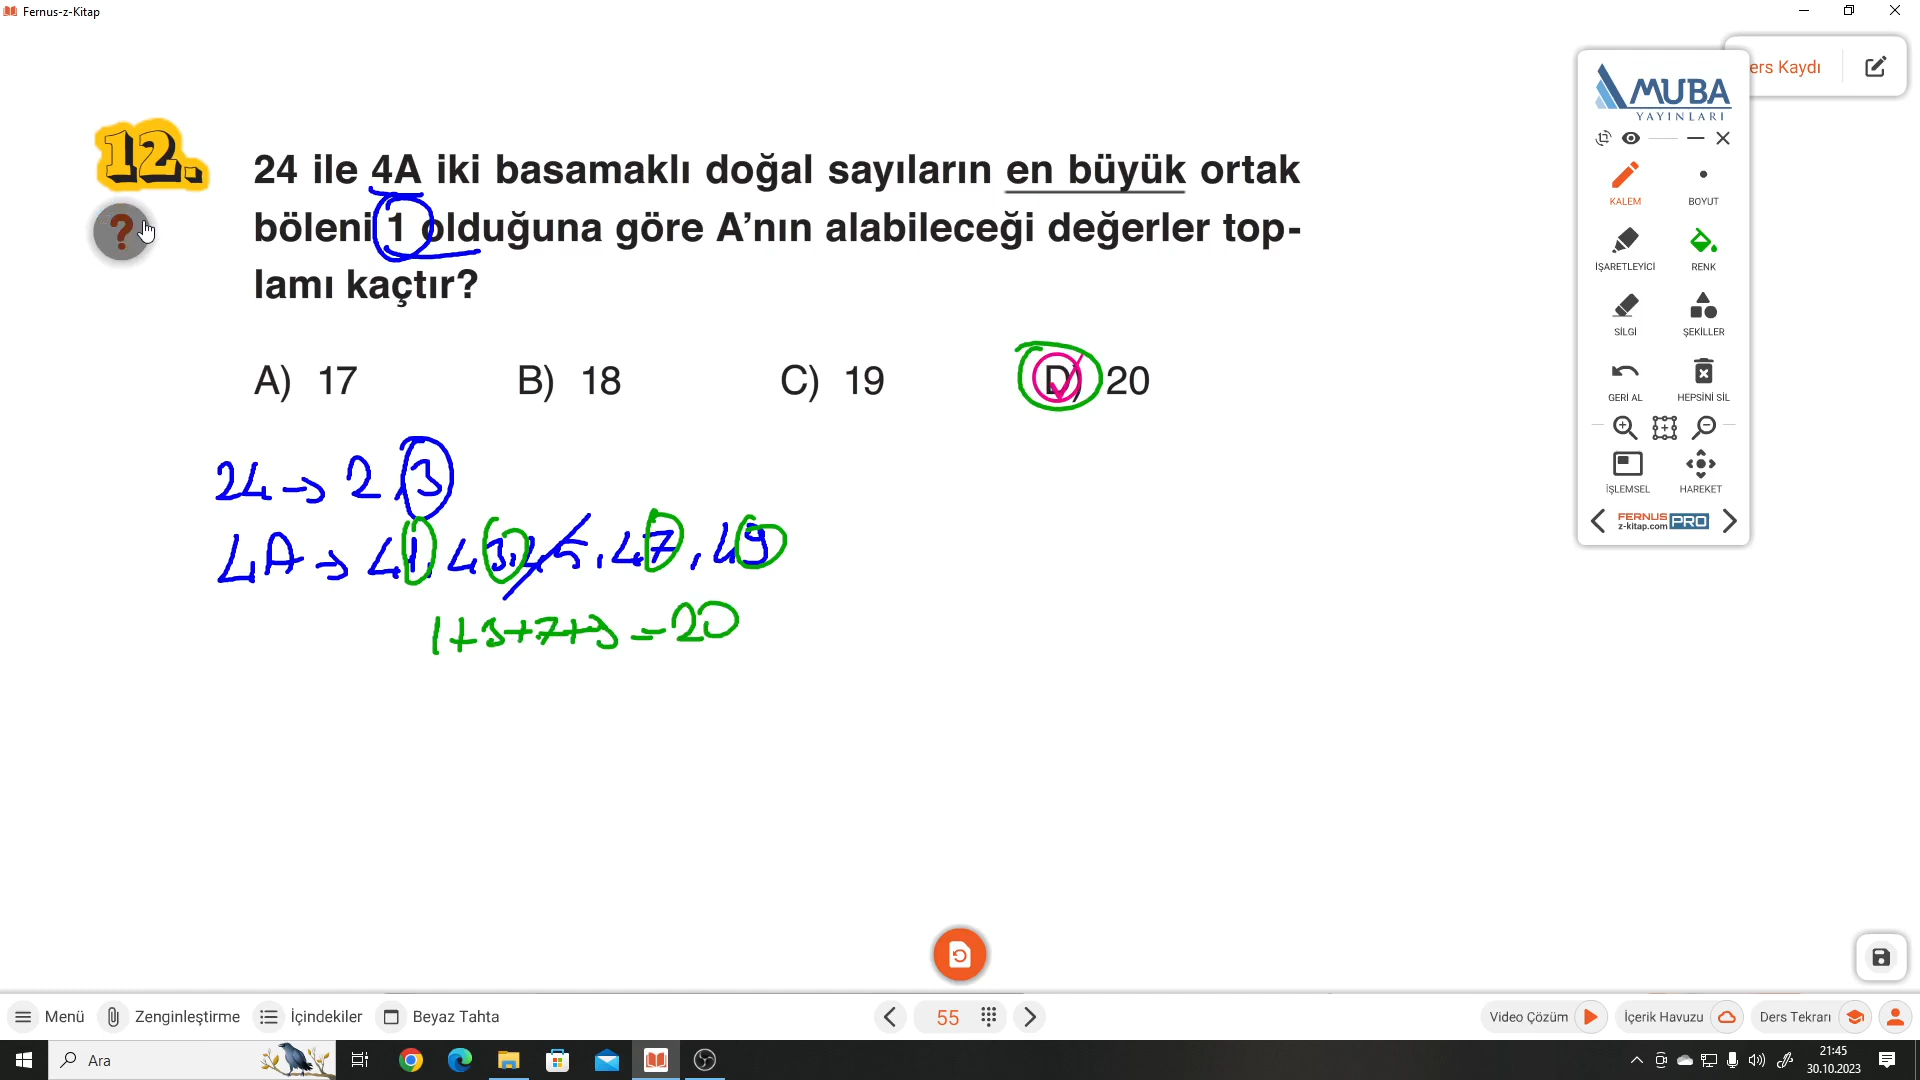 Fernus-z-Kitap
ers Kaydı
MUBA
YAYINLARI
12.
24 ile 4A iki basamaklı doğal sayıların en büyük ortak
böleni 1 olduğuna göre A’nın alabileceği değerler top-
lamı kaçtır?
A) 17 B) 18 C) 19 D) 20
24 → 2, 3
4A → 41, 43, 45, 47, 49
1+3+7+9 = 20
?
KALEM BOYUT
İŞARETLEYİCİ RENK
SİLGİ ŞEKİLLER
GERİ AL HEPSİNİ SİL
İŞLEMSEL HAREKET
FERNUS
z-kitap.com PRO
Menü Zenginleştirme İçindekiler Beyaz Tahta 55 Video Çözüm İçerik Havuzu Ders Tekrarı
Ara
21:45
30.10.2023